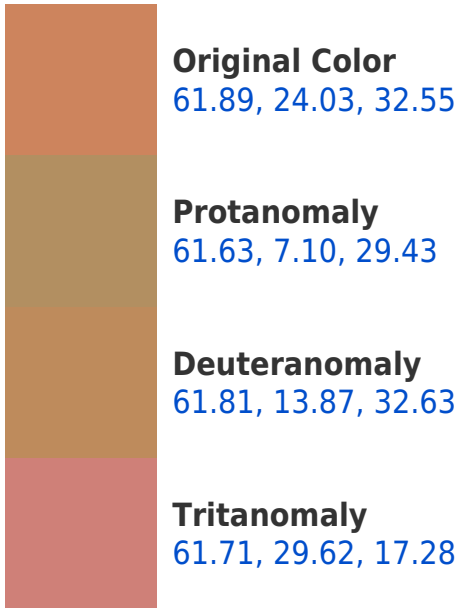 Original Color
61.89, 24.03, 32.55
Protanomaly
61.63, 7.10, 29.43
Deuteranomaly
61.81, 13.87, 32.63
Tritanomaly
61.71, 29.62, 17.28